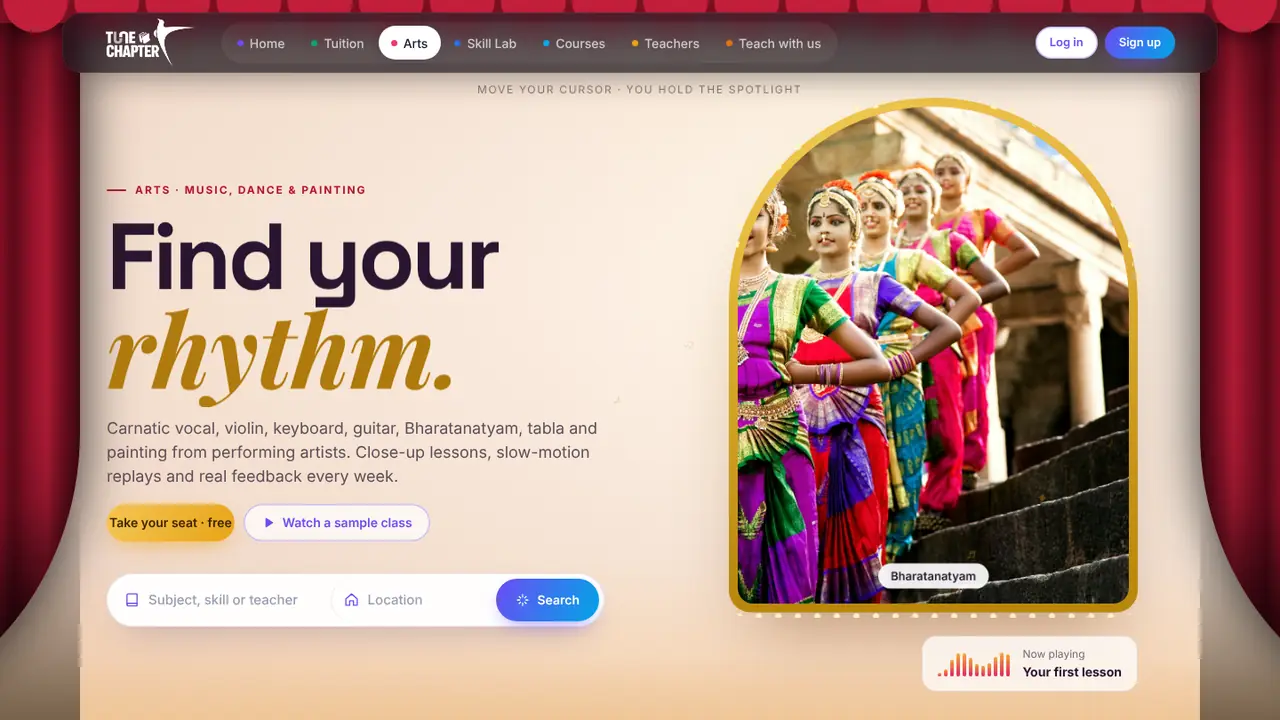 TUNE CHAPTER
Home
Tuition
Arts
Skill Lab
Courses
Teachers
Teach with us
Log in
Sign up
MOVE YOUR CURSOR · YOU HOLD THE SPOTLIGHT
ARTS · MUSIC, DANCE & PAINTING
Find your
rhythm.
Carnatic vocal, violin, keyboard, guitar, Bharatanatyam, tabla and
painting from performing artists. Close-up lessons, slow-motion
replays and real feedback every week.
Take your seat · free
Watch a sample class
Subject, skill or teacher
Location
Search
Bharatanatyam
Now playing
Your first lesson